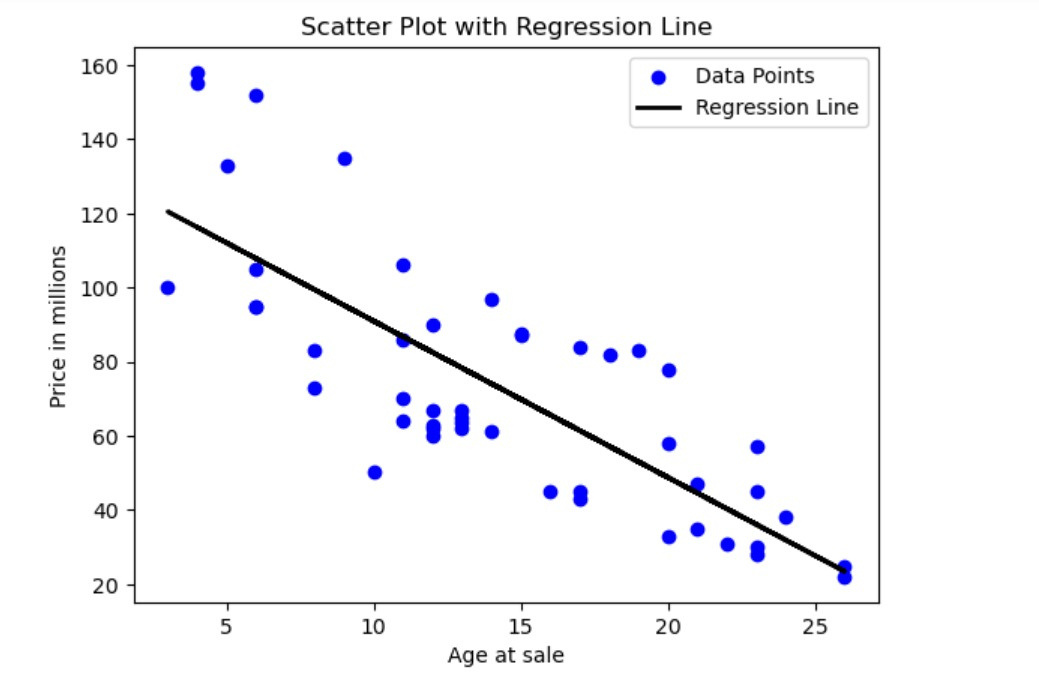 Scatter Plot with Regression Line
Data Points
Regression Line
160
140
120
100
80
60
40
20
Price in millions
5 10 15 20 25
Age at sale